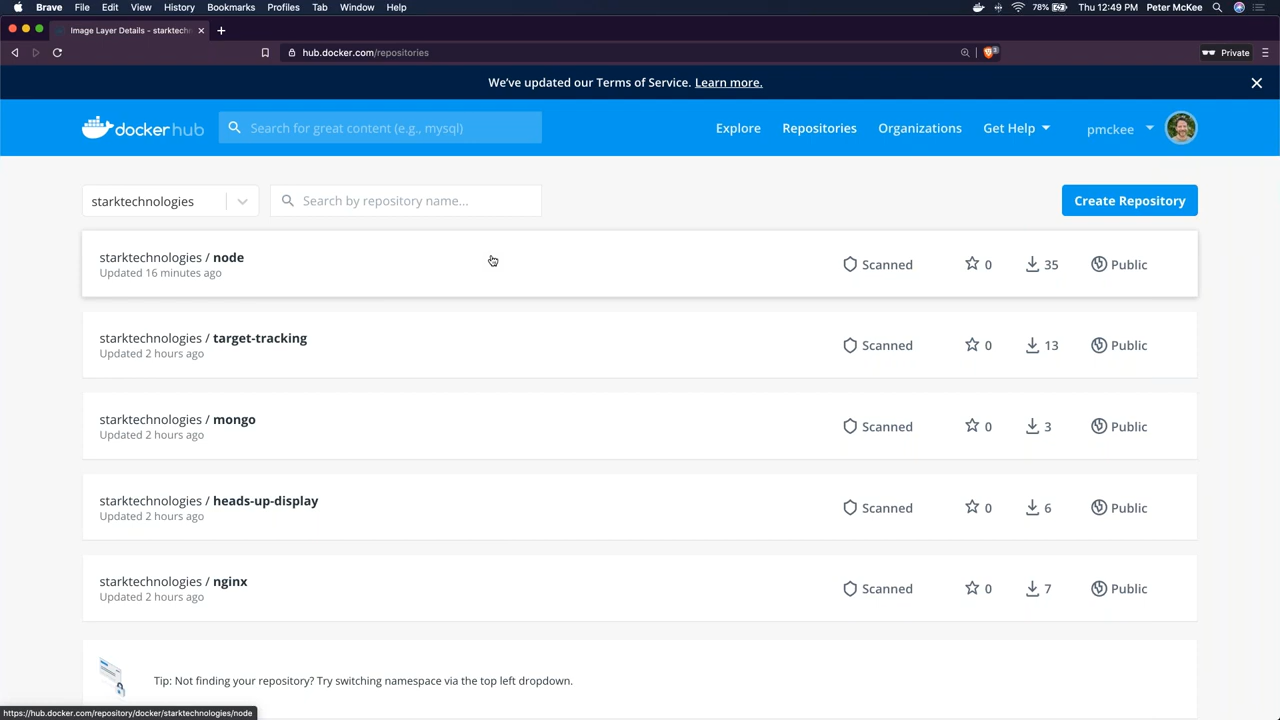 Brave File Edit View History Bookmarks Profiles Tab Window Help 78% Thu 12:49 PM Peter McKee
Image Layer Details - starktechn
hub.docker.com/repositories 3 Private
We've updated our Terms of Service. Learn more.
dockerhub Search for great content (e.g., mysql) Explore Repositories Organizations Get Help pmckee
starktechnologies Search by repository name... Create Repository
starktechnologies / node
Updated 16 minutes ago
Scanned 0 35 Public
starktechnologies / target-tracking
Updated 2 hours ago
Scanned 0 13 Public
starktechnologies / mongo
Updated 2 hours ago
Scanned 0 3 Public
starktechnologies / heads-up-display
Updated 2 hours ago
Scanned 0 6 Public
starktechnologies / nginx
Updated 2 hours ago
Scanned 0 7 Public
Tip: Not finding your repository? Try switching namespace via the top left dropdown.
https://hub.docker.com/repository/docker/starktechnologies/node